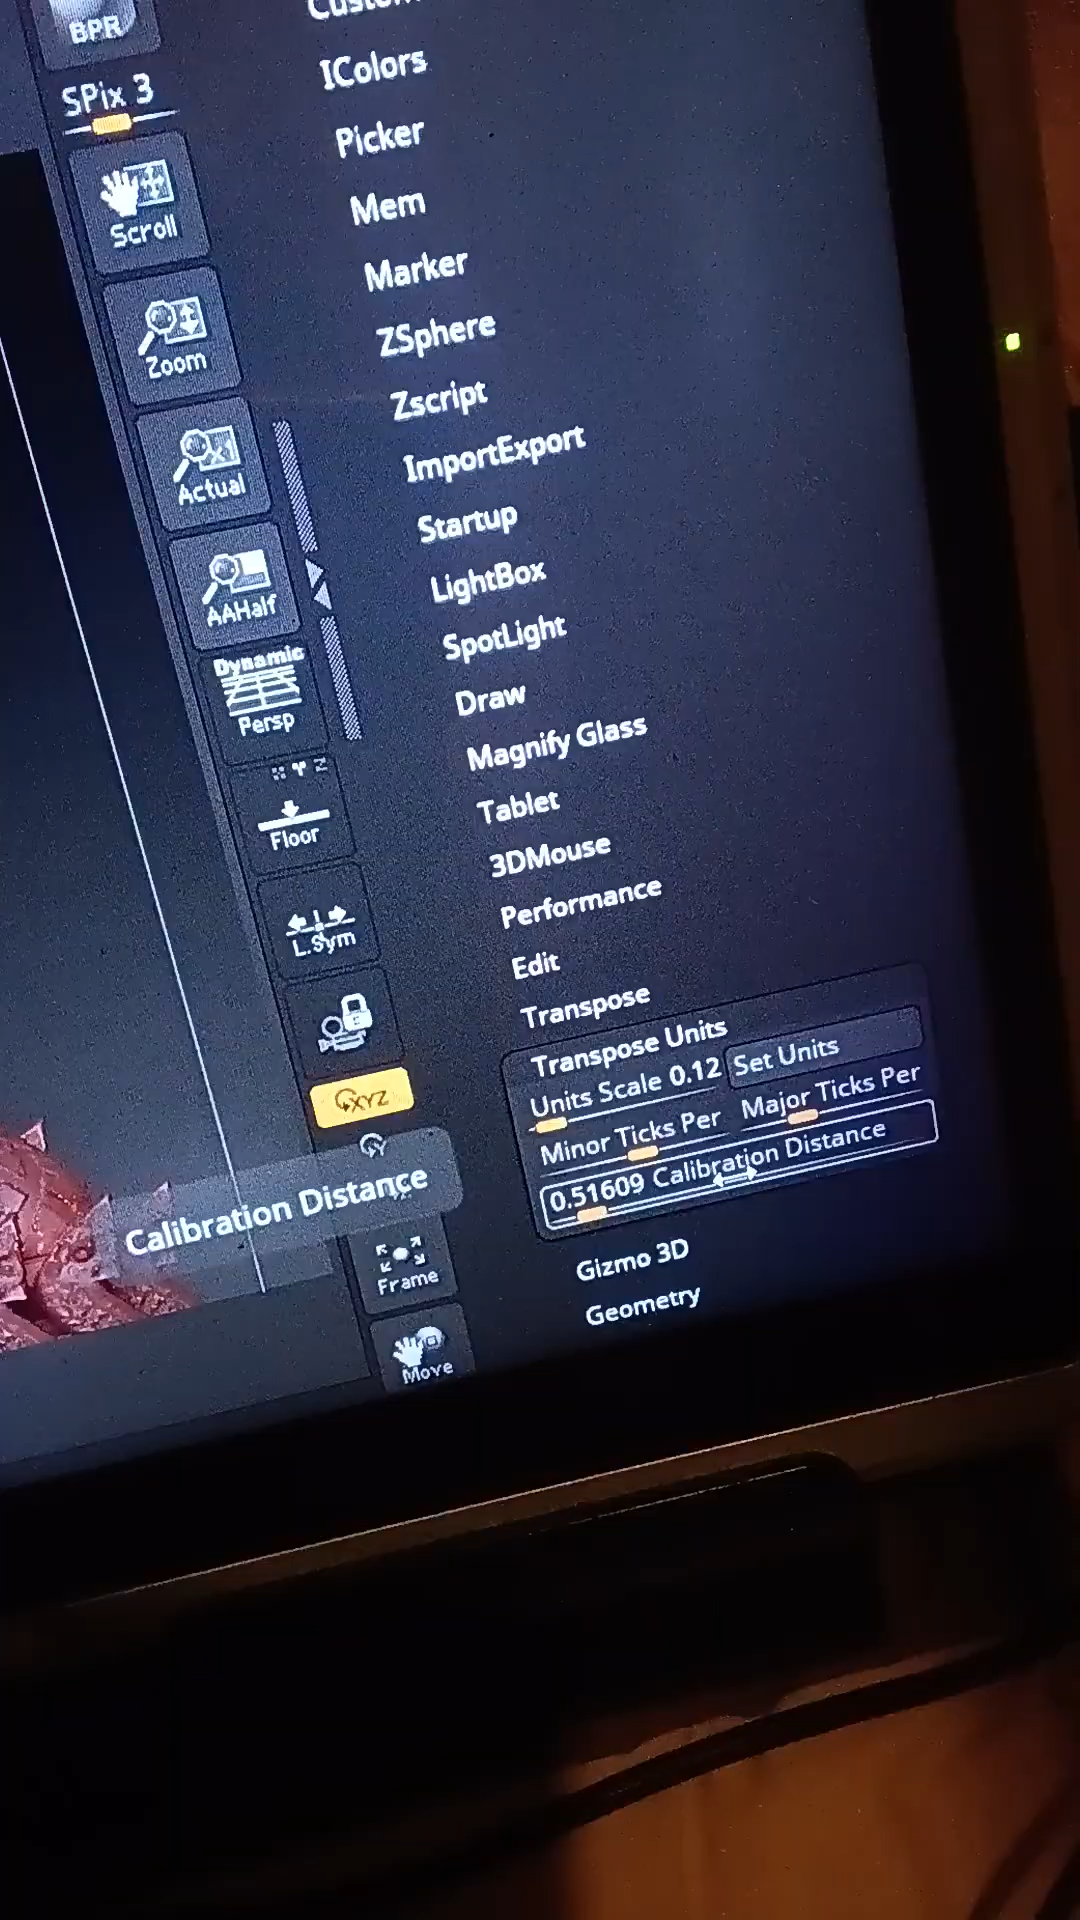 BPR
SPix 3
Scroll
Zoom
Actual
AAHalf
Dynamic
Persp
Y Z
Floor
L.Sym
XYZ
Y
Calibration Distance
Frame
Move
IColors
Picker
Mem
Marker
ZSphere
Zscript
ImportExport
Startup
LightBox
SpotLight
Draw
Magnify Glass
Tablet
3DMouse
Performance
Edit
Transpose
Transpose Units
Units Scale 0.12 Set Units
Minor Ticks Per Major Ticks Per
0.51609 Calibration Distance
Gizmo 3D
Geometry